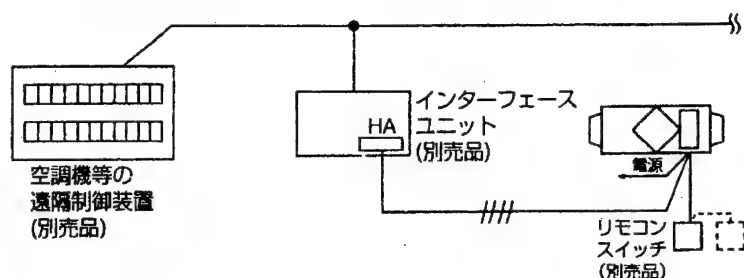 HA
インターフェース
ユニット
(別売品)
空調機等の
遠隔制御装置
(別売品)
電源
リモコン
スイッチ
(別売品)